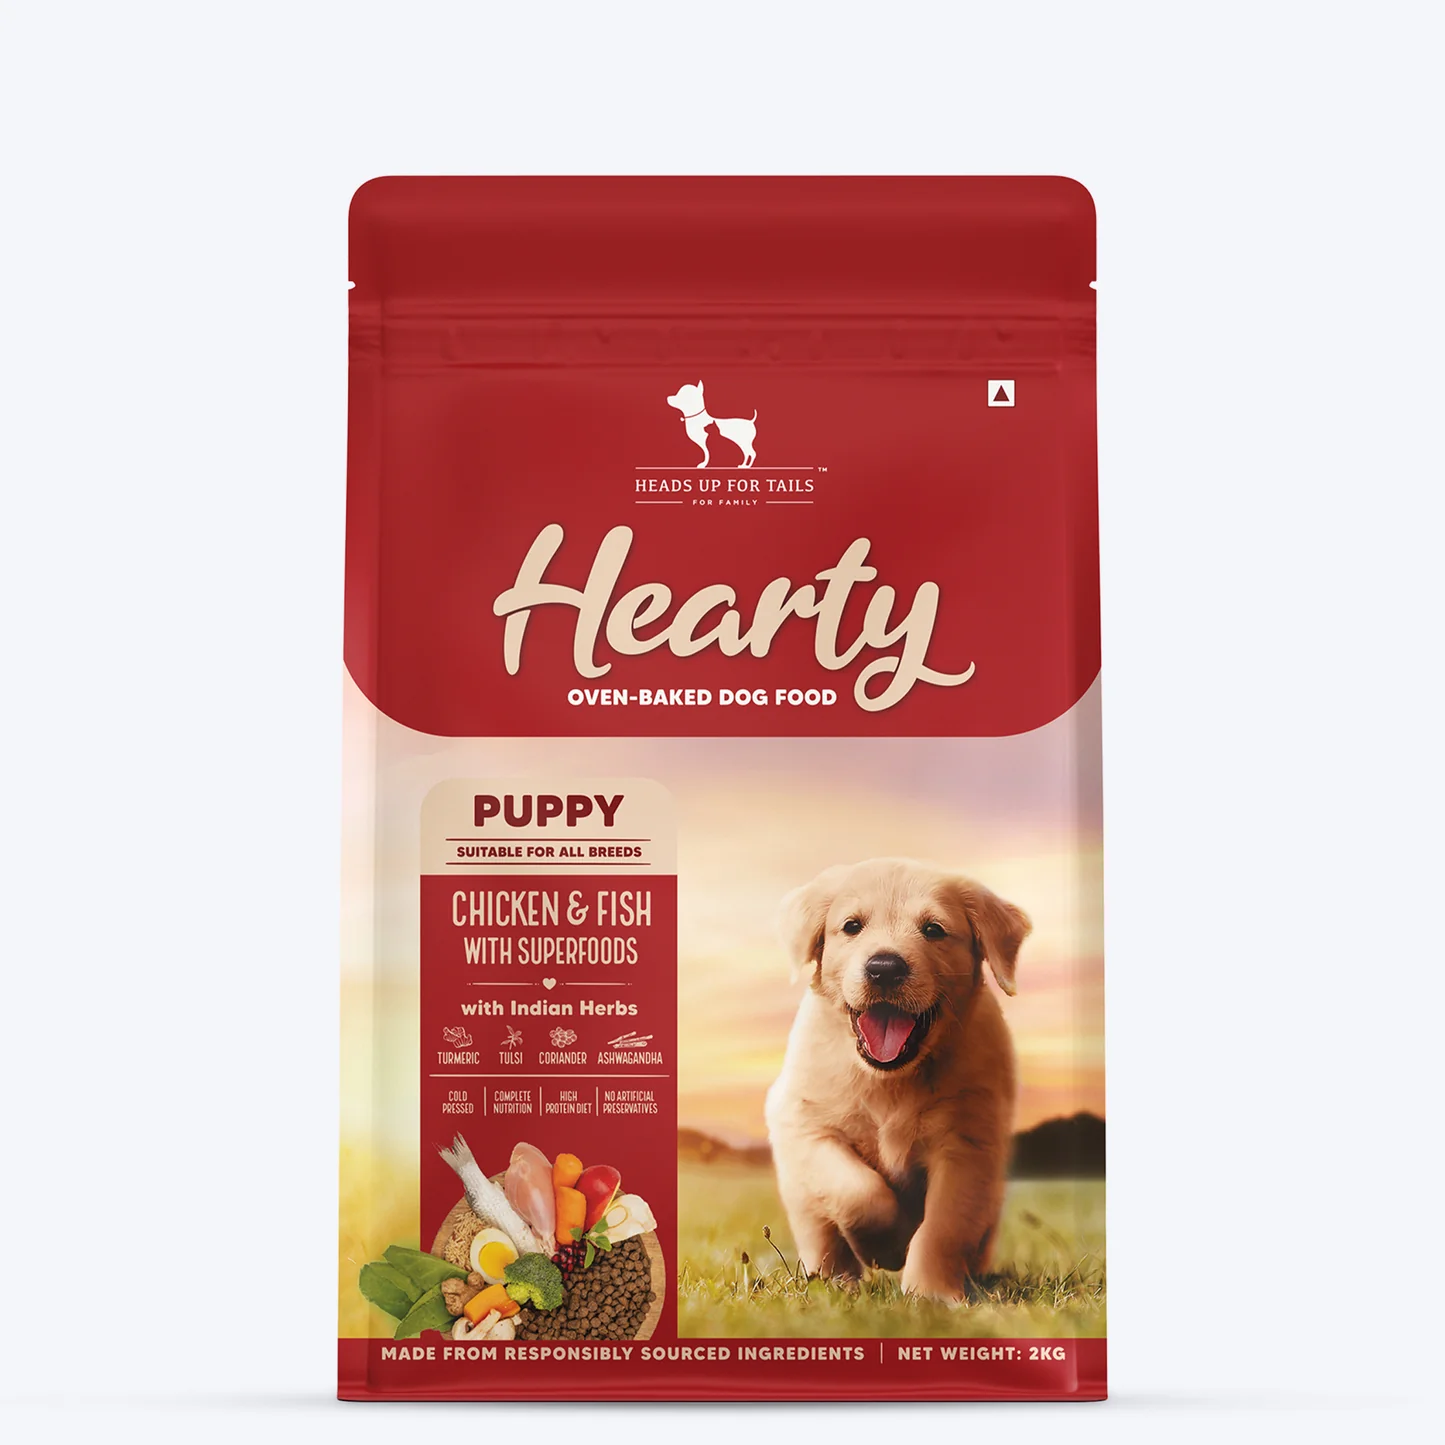 ™
HEADS UP FOR TAILS
FOR FAMILY
Hearty
OVEN-BAKED DOG FOOD
PUPPY
SUITABLE FOR ALL BREEDS
CHICKEN & FISH
WITH SUPERFOODS
with Indian Herbs
TURMERIC TULSI CORIANDER ASHWAGANDHA
COLD PRESSED
COMPLETE NUTRITION
HIGH PROTEIN DIET
NO ARTIFICIAL PRESERVATIVES
MADE FROM RESPONSIBLY SOURCED INGREDIENTS | NET WEIGHT: 2KG